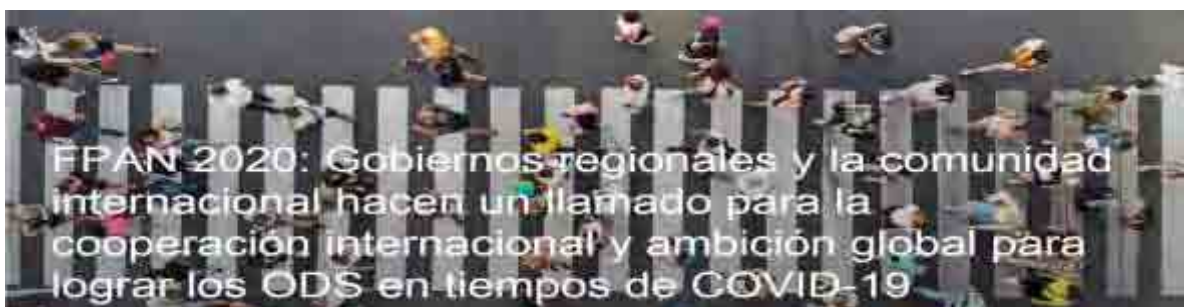 FPAN 2020: Gobiernos regionales y la comunidad
internacional hacen un llamado para la
cooperación internacional y ambición global para
lograr los ODS en tiempos de COVID-19